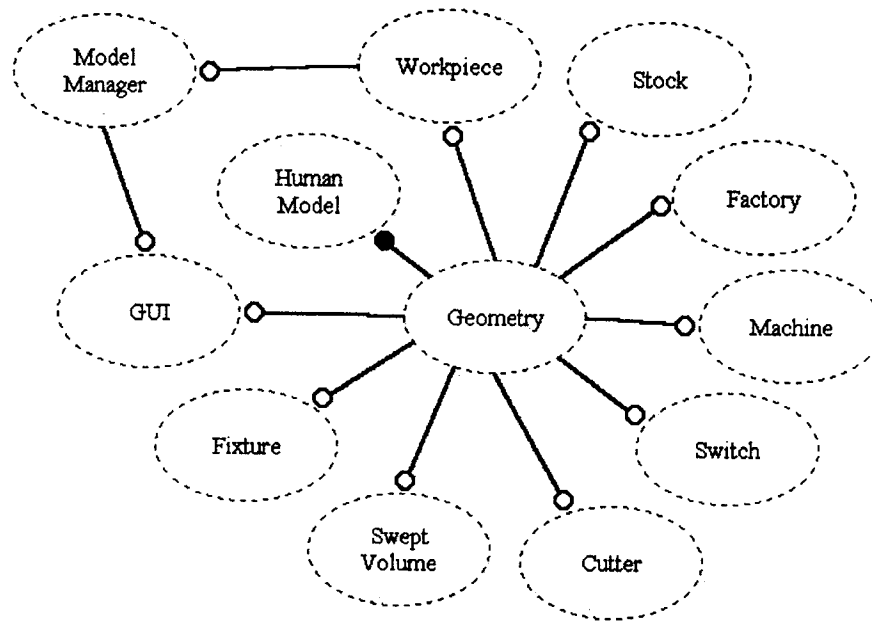 Model
Manager
Workpiece
Stock
Human
Model
Factory
GUI
Geometry
Machine
Fixture
Switch
Swept
Volume
Cutter